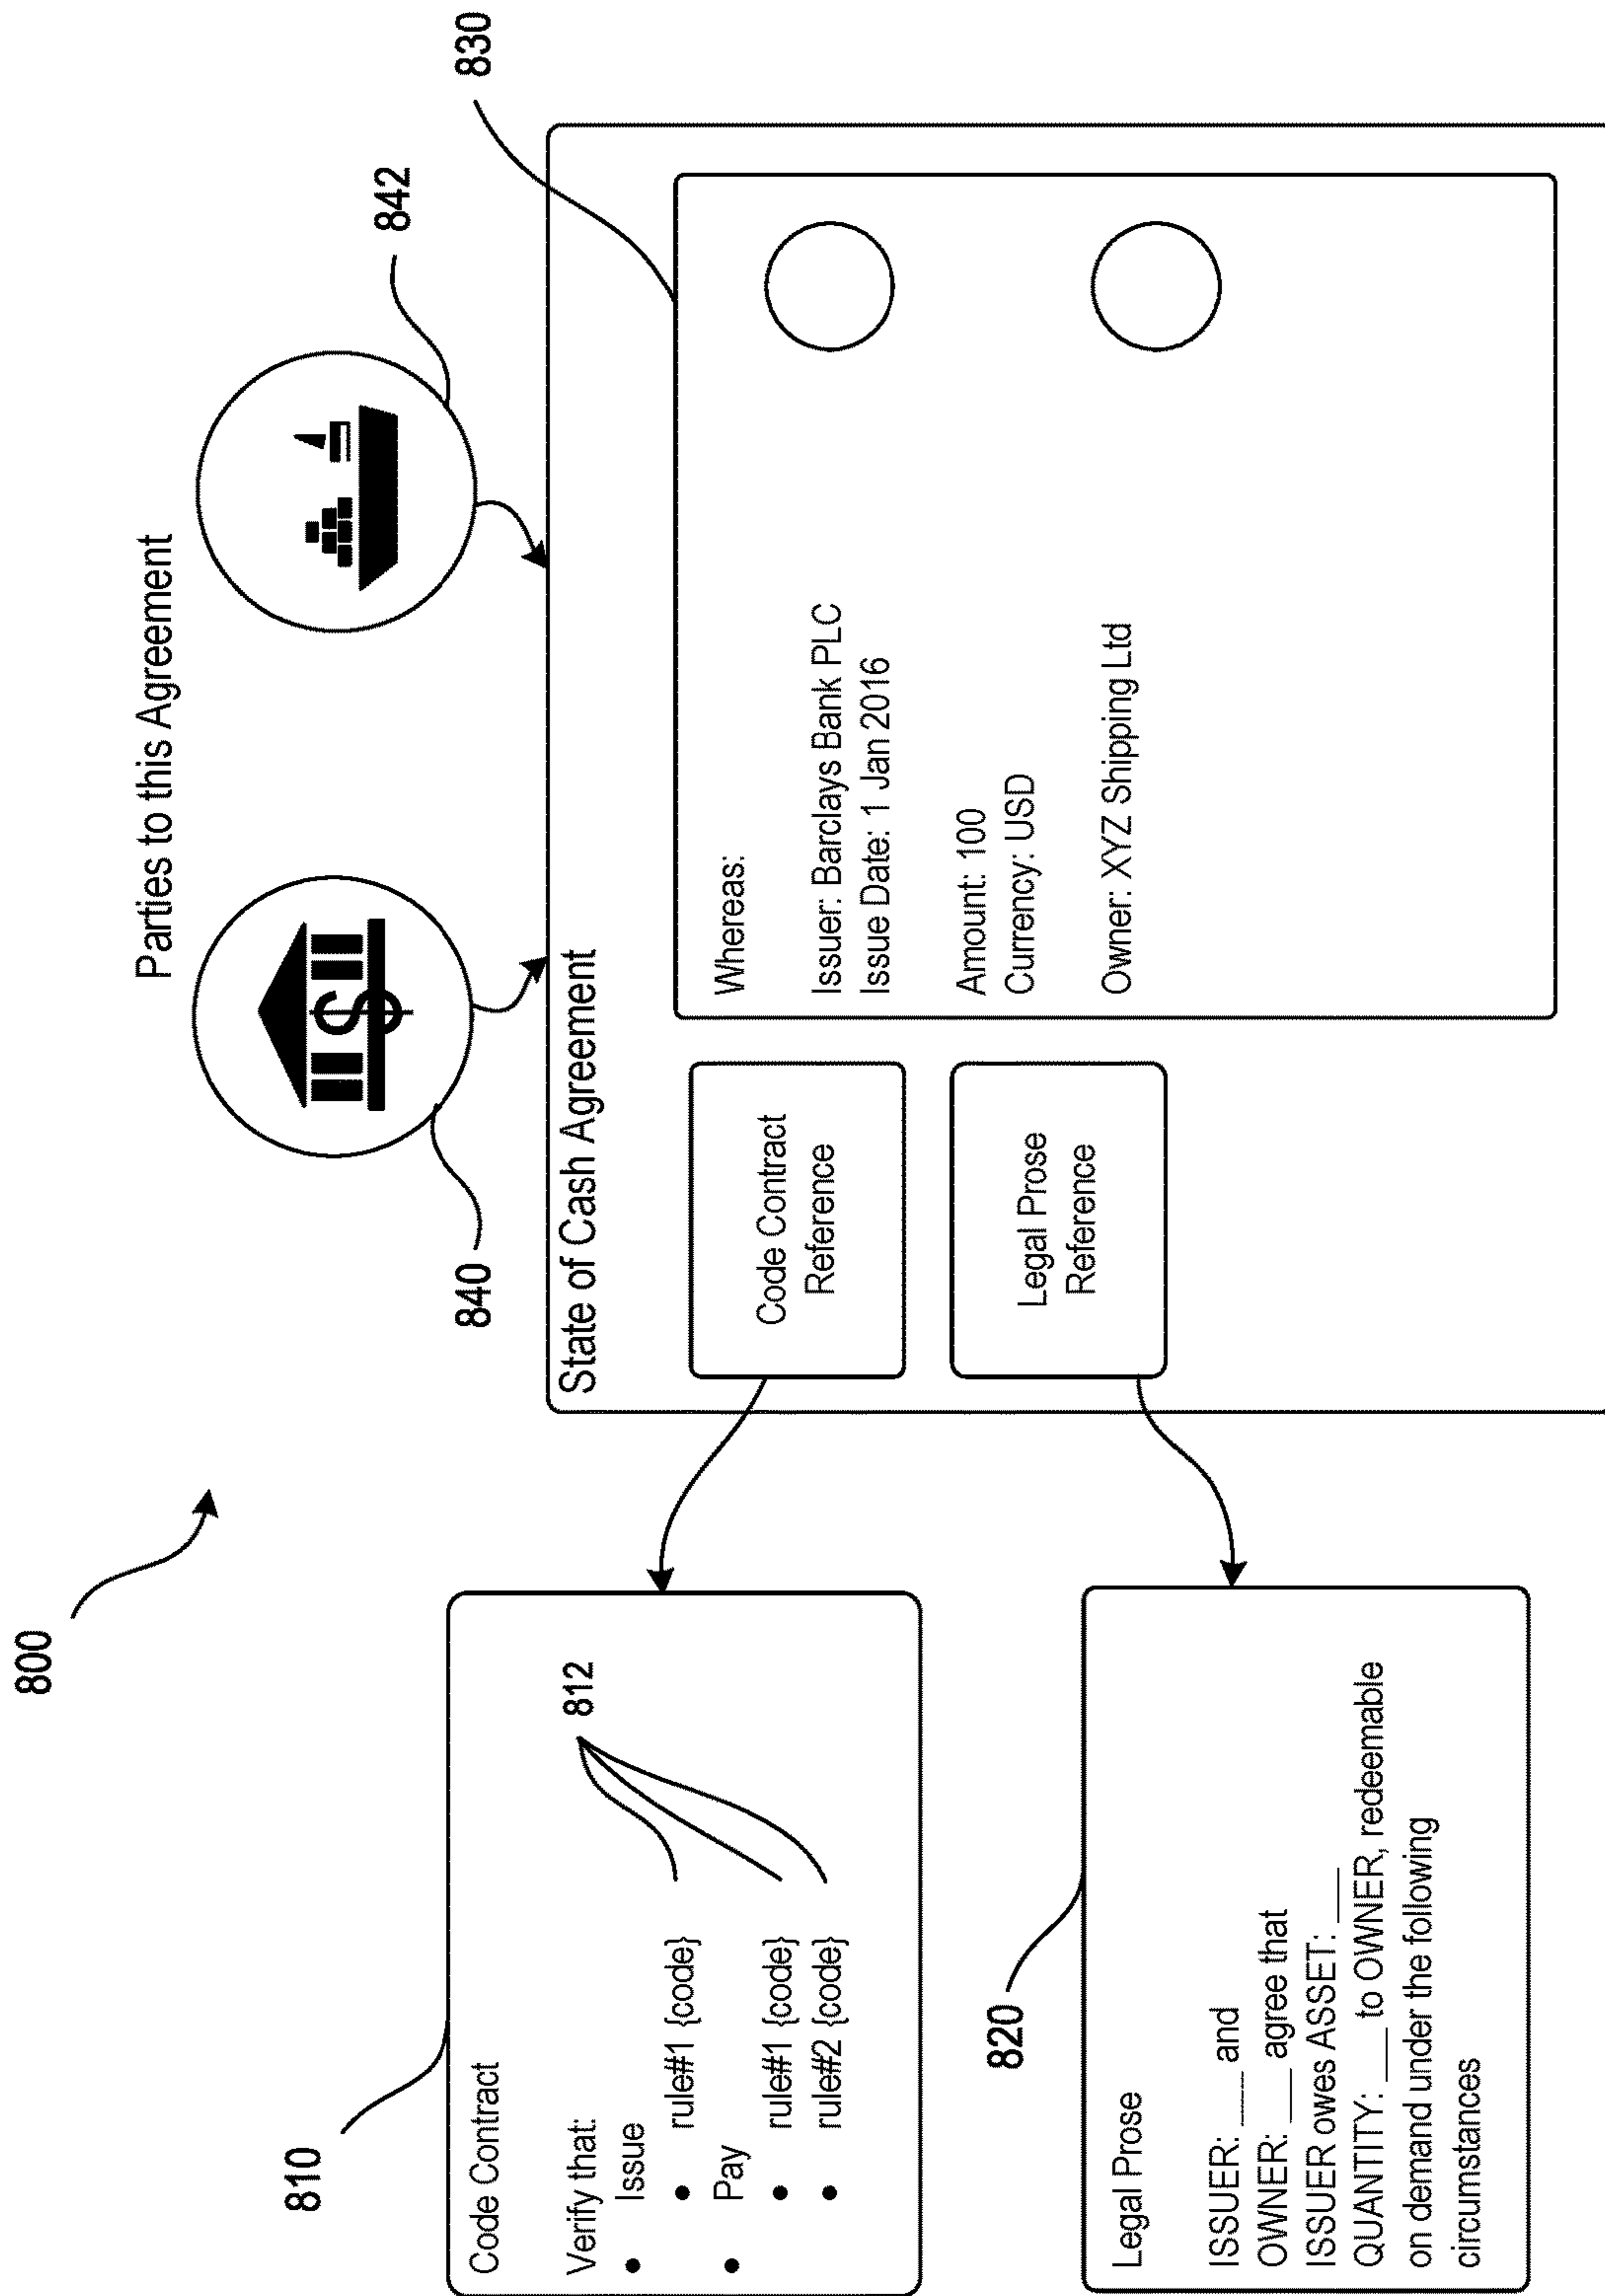 800
Parties to this Agreement
840
842
830
810
Code Contract
Verify that:
• Issue
• rule#1 {code}
• Pay
• rule#1 {code}
• rule#2 {code}
812
820
Legal Prose
ISSUER: ___ and
OWNER: ___ agree that
ISSUER owes ASSET: ___
QUANTITY: ___ to OWNER, redeemable
on demand under the following
circumstances
State of Cash Agreement
Code Contract
Reference
Legal Prose
Reference
Whereas:
Issuer: Barclays Bank PLC
Issue Date: 1 Jan 2016
Amount: 100
Currency: USD
Owner: XYZ Shipping Ltd
$